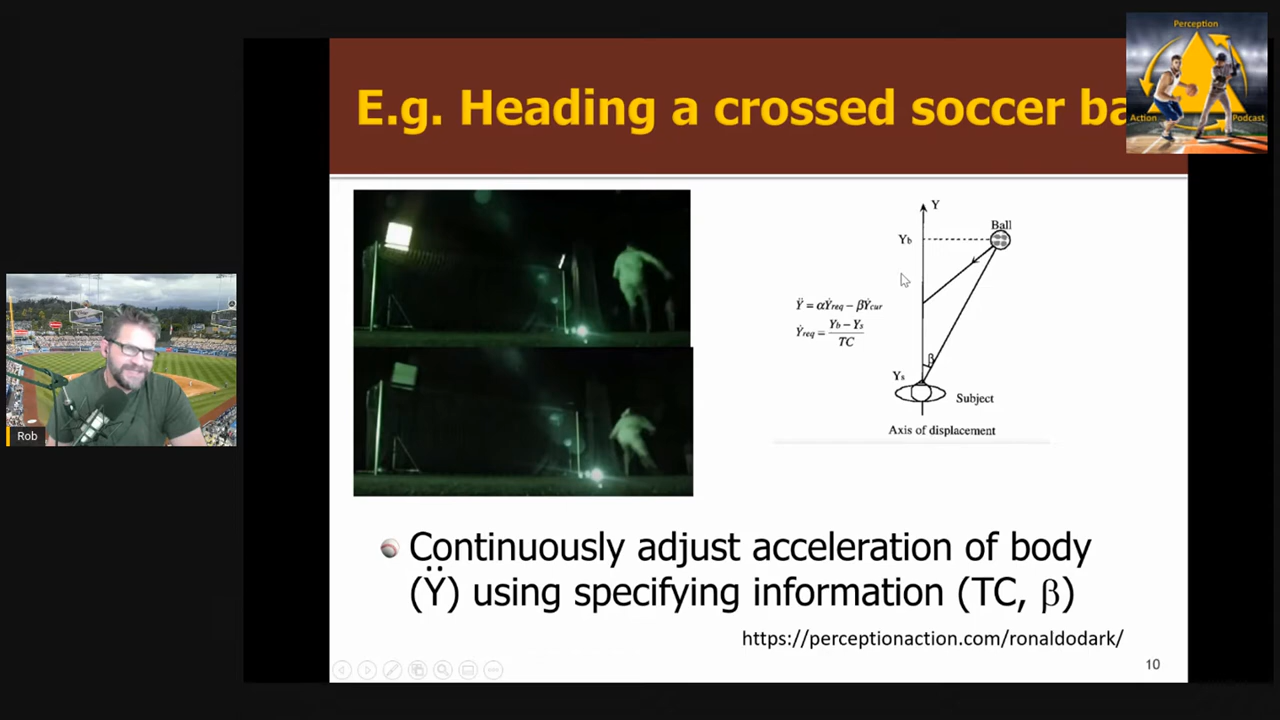 Perception
Action
Podcast
E.g. Heading a crossed soccer ba
Y
Ball
Yb
Ÿ = αẎreq − βẎcur
Ẏreq = Yb − Ys
TC
β
Ys
Subject
Axis of displacement
Rob
Continuously adjust acceleration of body
(Ÿ) using specifying information (TC, β)
https://perceptionaction.com/ronaldodark/
10